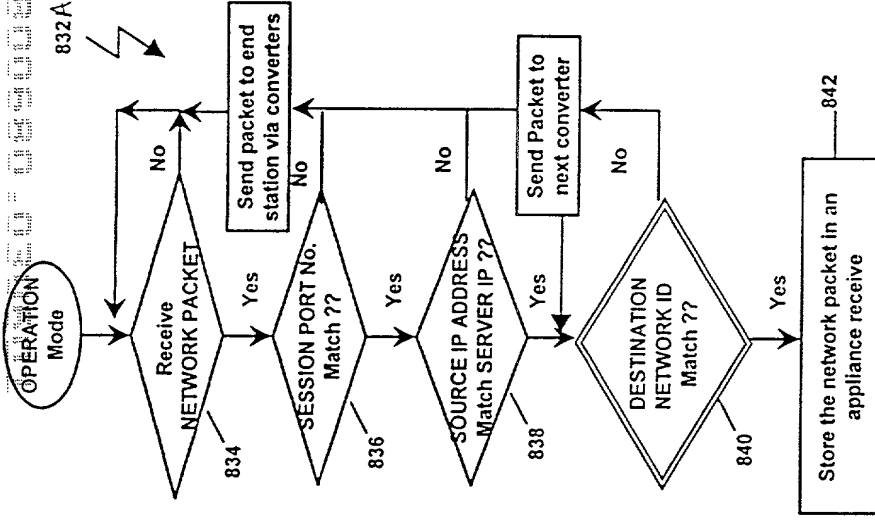 832A
OPERATION
Mode
Receive
NETWORK PACKET
No
834
Yes
Send packet to end
station via converters
SESSION PORT No.
Match ??
No
836
Yes
SOURCE IP ADDRESS
Match SERVER IP ??
No
838
Yes
Send Packet to
next converter
DESTINATION
NETWORK ID
Match ??
No
840
Yes
Store the network packet in an
appliance receive
842